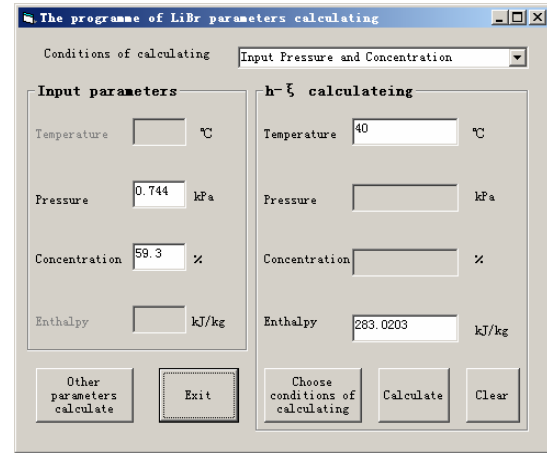 The programme of LiBr parameters calculating
Conditions of calculating Input Pressure and Concentration
Input parameters
Temperature ℃
Pressure 0.744 kPa
Concentration 59.3 %
Enthalpy kJ/kg
h-ξ calculateing
Temperature 40 ℃
Pressure kPa
Concentration %
Enthalpy 283.0203 kJ/kg
Other
parameters
calculate
Exit
Choose
conditions of
calculating
Calculate
Clear